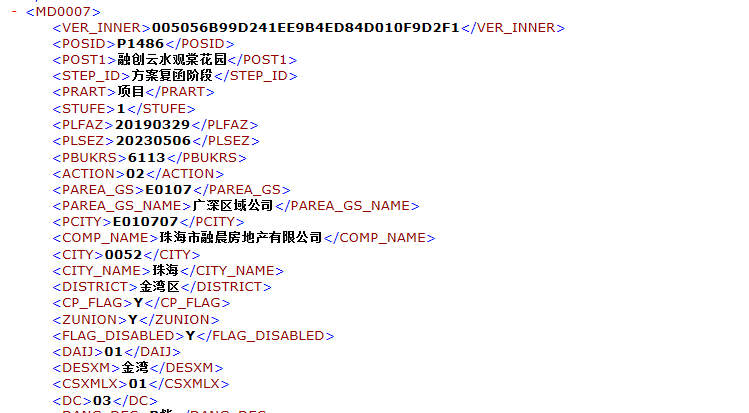 - <MD0007>
<VER_INNER>005056B99D241EE9B4ED84D010F9D2F1</VER_INNER>
<POSID>P1486</POSID>
<POST1>融创云水观棠花园</POST1>
<STEP_ID>方案复函阶段</STEP_ID>
<PRART>项目</PRART>
<STUFE>1</STUFE>
<PLFAZ>20190329</PLFAZ>
<PLSEZ>20230506</PLSEZ>
<PBUKRS>6113</PBUKRS>
<ACTION>02</ACTION>
<PAREA_GS>E0107</PAREA_GS>
<PAREA_GS_NAME>广深区域公司</PAREA_GS_NAME>
<PCITY>E010707</PCITY>
<COMP_NAME>珠海市融晨房地产有限公司</COMP_NAME>
<CITY>0052</CITY>
<CITY_NAME>珠海</CITY_NAME>
<DISTRICT>金湾区</DISTRICT>
<CP_FLAG>Y</CP_FLAG>
<ZUNION>Y</ZUNION>
<FLAG_DISABLED>Y</FLAG_DISABLED>
<DAIJ>01</DAIJ>
<DESXM>金湾</DESXM>
<CSXMLX>01</CSXMLX>
<DC>03</DC>